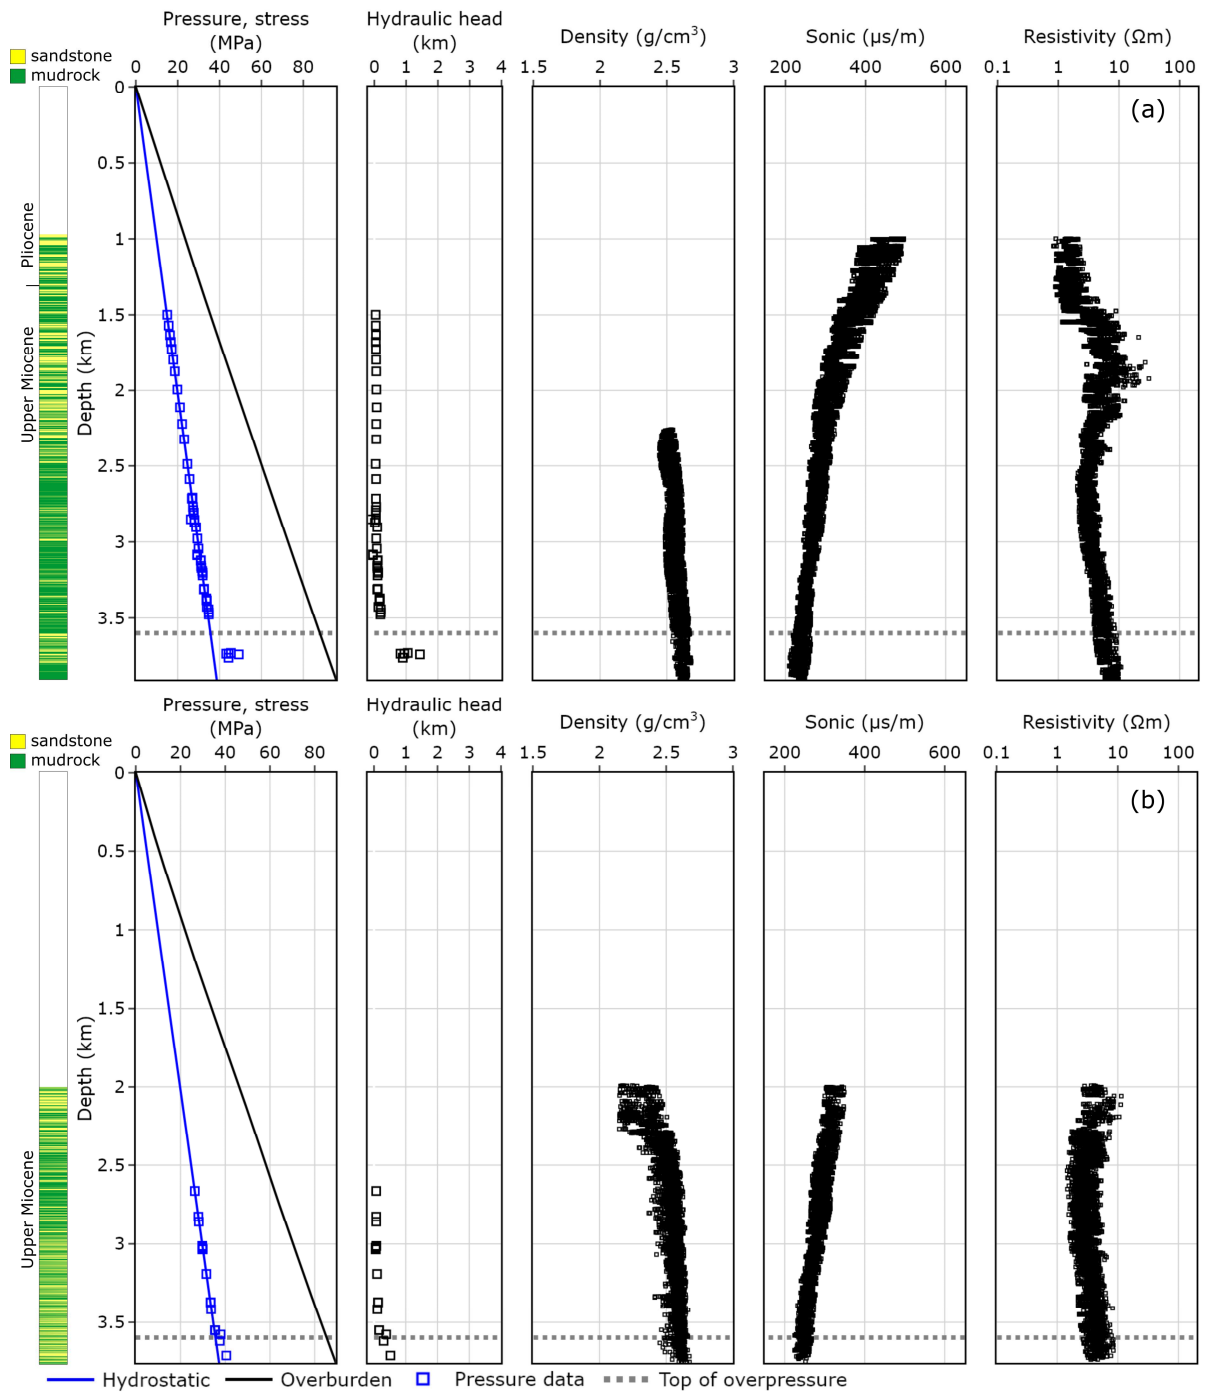 Pressure, stress
(MPa)
Hydraulic head
(km)
Density (g/cm³)
Sonic (µs/m)
Resistivity (Ωm)
sandstone
mudrock
0 20 40 60 80
0 1 2 3 4
1.5 2 2.5 3
200 400 600
0.1 1 10 100
(a)
0
0.5
1
1.5
2
2.5
3
3.5
Depth (km)
Pliocene
Upper Miocene
Pressure, stress
(MPa)
Hydraulic head
(km)
Density (g/cm³)
Sonic (µs/m)
Resistivity (Ωm)
sandstone
mudrock
0 20 40 60 80
0 1 2 3 4
1.5 2 2.5 3
200 400 600
0.1 1 10 100
(b)
0
0.5
1
1.5
2
2.5
3
3.5
Depth (km)
Upper Miocene
Hydrostatic Overburden Pressure data Top of overpressure